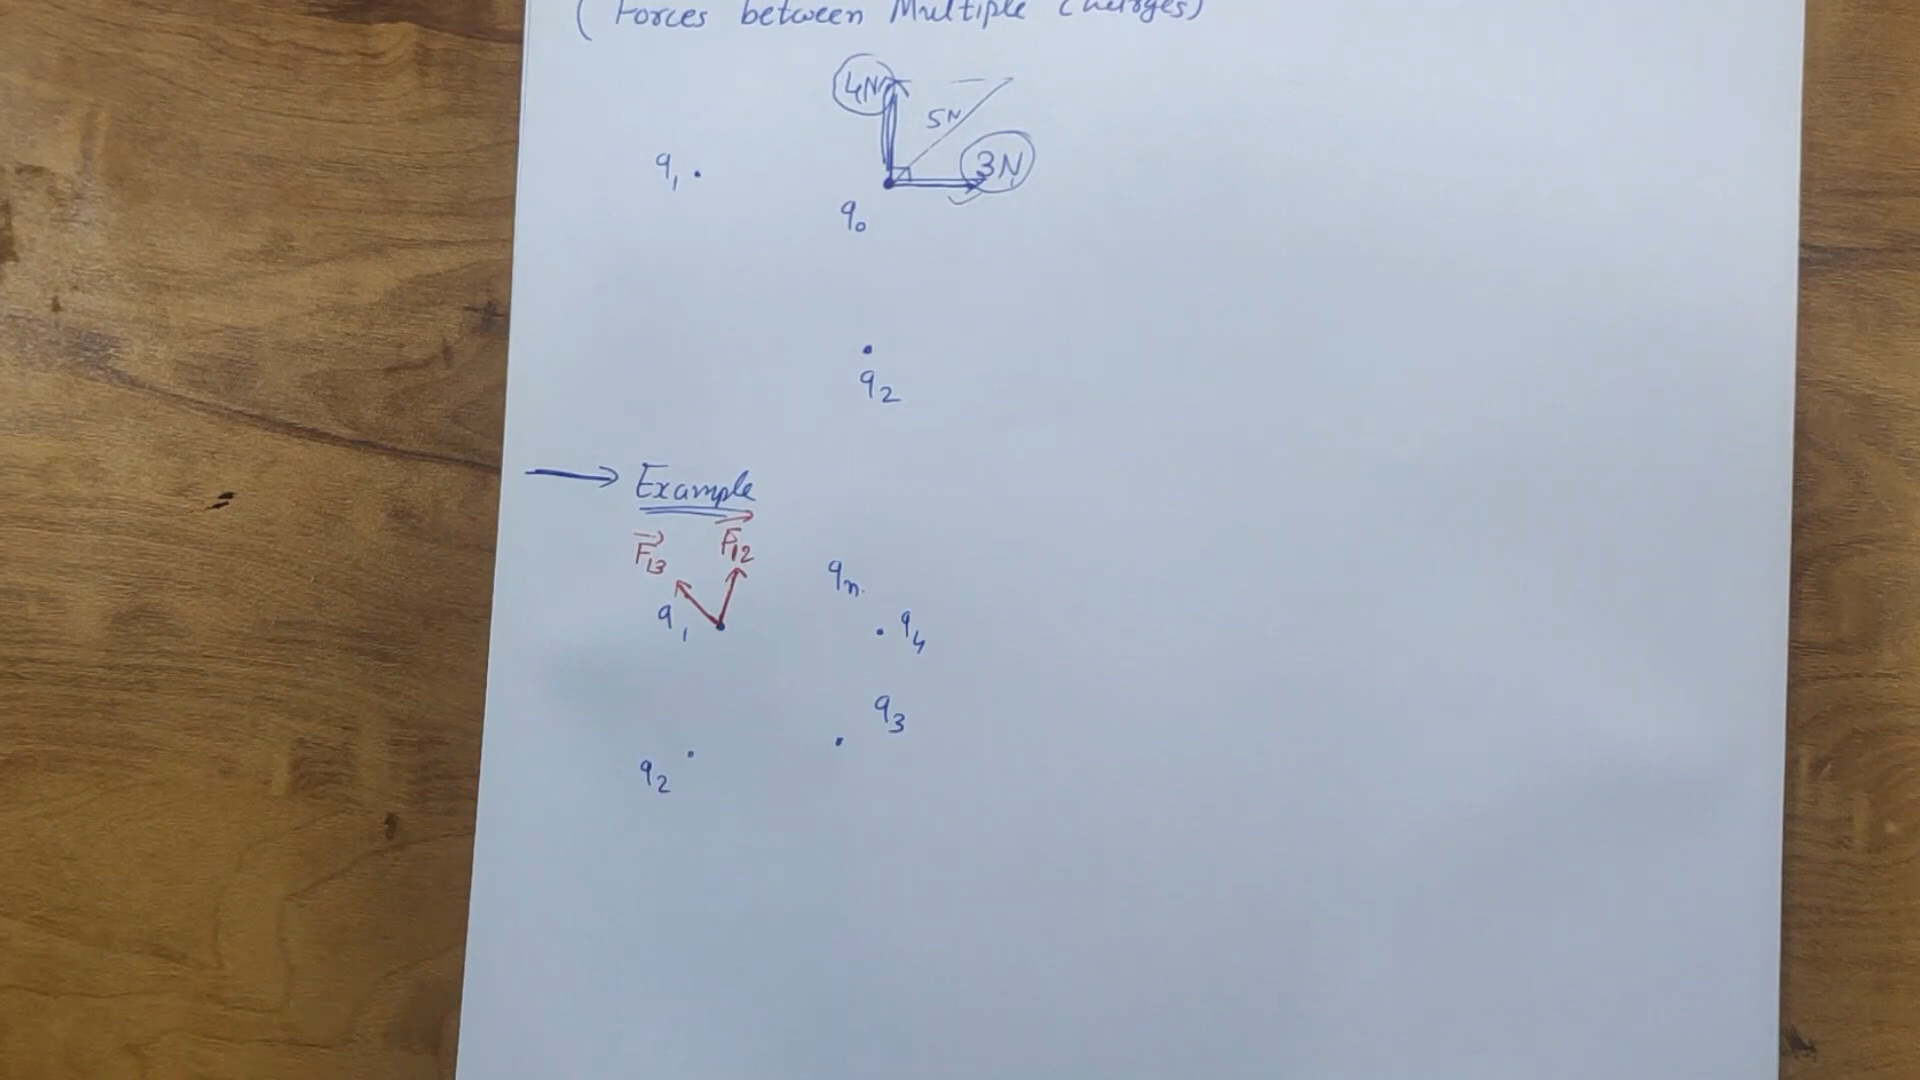 ( Forces between Multiple Charges)
4N
5N
3N
q1
q0
q2
Example
F13
F12
qn
q1
q4
q3
q2